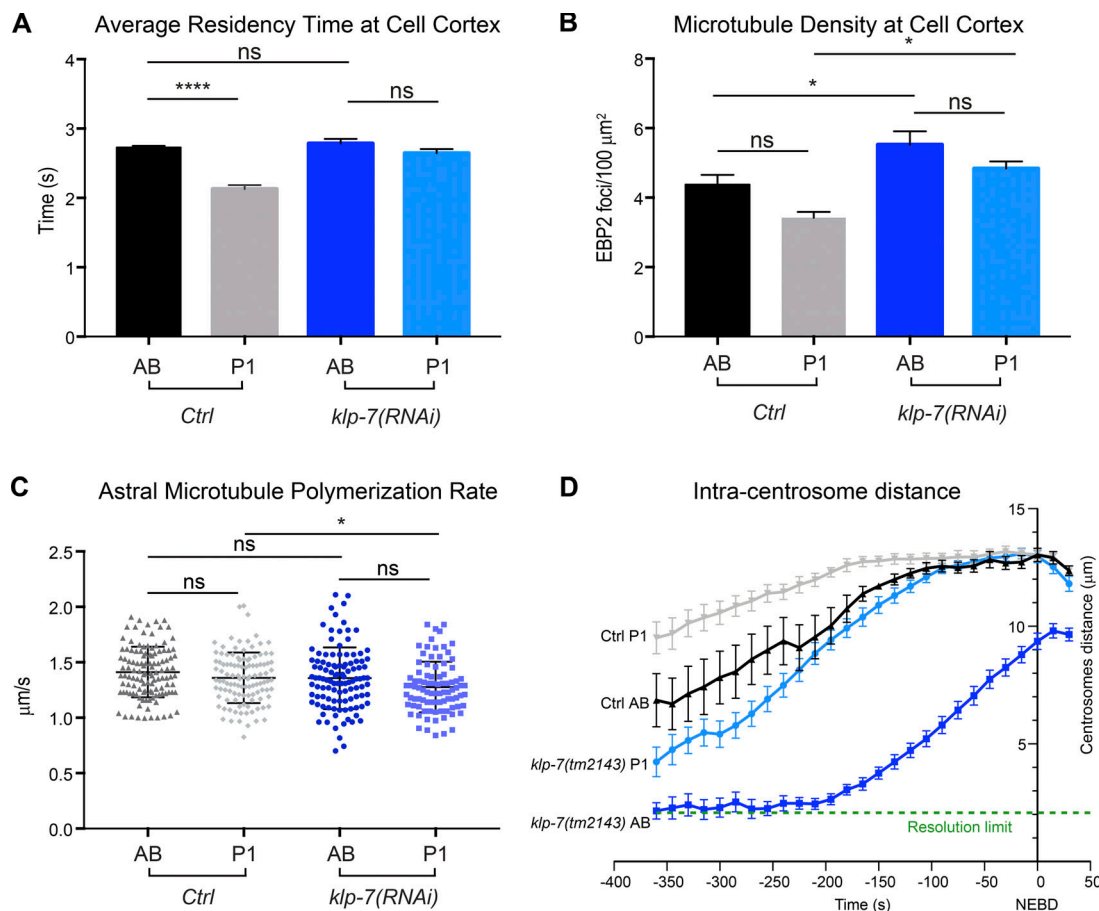 A
Average Residency Time at Cell Cortex
ns
****
ns
4
3
2
1
0
Time (s)
AB
P1
AB
P1
Ctrl
klp-7(RNAi)
B
Microtubule Density at Cell Cortex
*
*
ns
ns
8
6
4
2
0
EBP2 foci/100 µm²
AB
P1
AB
P1
Ctrl
klp-7(RNAi)
C
Astral Microtubule Polymerization Rate
*
ns
ns
ns
2.5
2.0
1.5
1.0
0.5
0.0
µm/s
AB
P1
AB
P1
Ctrl
klp-7(RNAi)
D
Intra-centrosome distance
15
10
5
Centrosomes distance (µm)
Ctrl P1
Ctrl AB
klp-7(tm2143) P1
klp-7(tm2143) AB
Resolution limit
-400
-350
-300
-250
-200
-150
-100
-50
0
50
Time (s)
NEBD